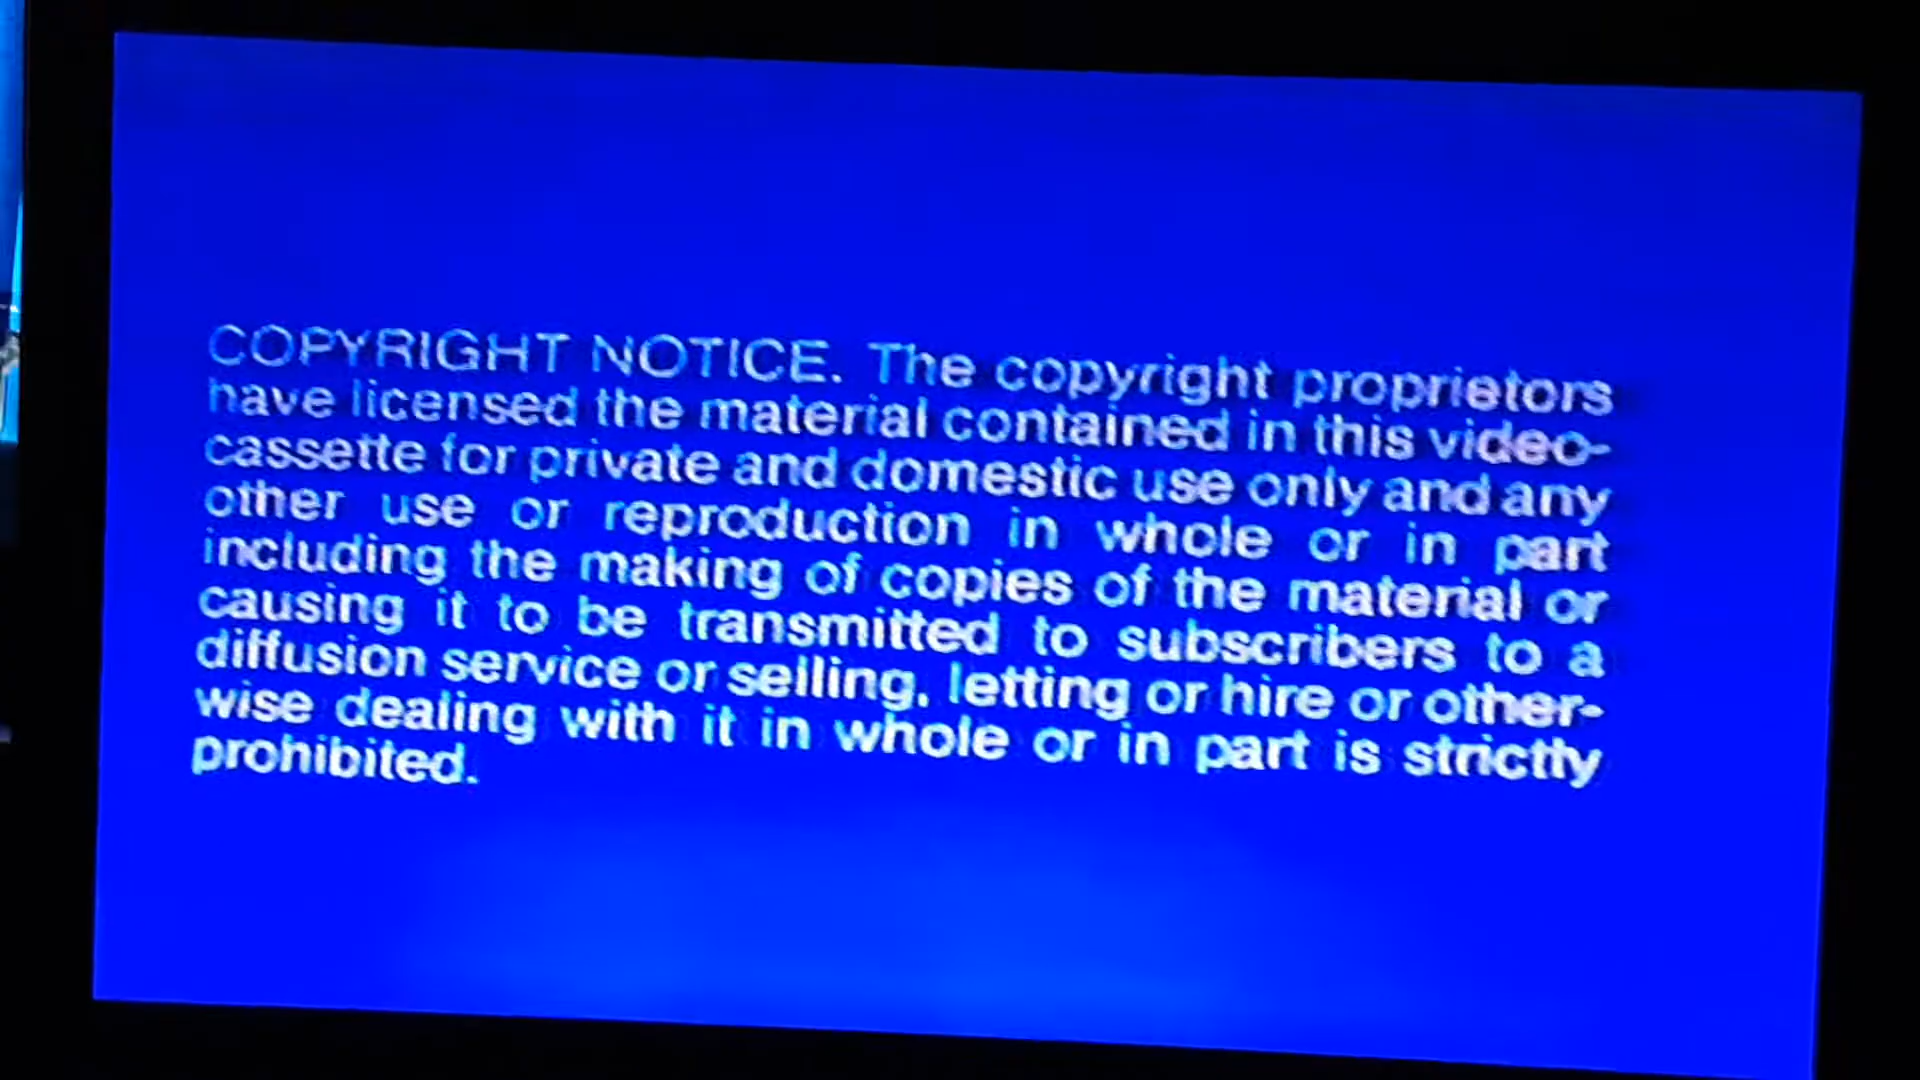 COPYRIGHT NOTICE. The copyright proprietors
have licensed the material contained in this video-
cassette for private and domestic use only and any
other use or reproduction in whole or in part
including the making of copies of the material or
causing it to be transmitted to subscribers to a
diffusion service or selling, letting or hire or other-
wise dealing with it in whole or in part is strictly
prohibited.